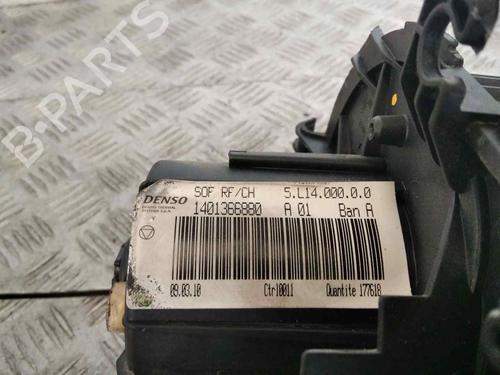 SOF RF/CH 5.L14.000.0.0
DENSO
1401366880 A 01 Ban A
09.03.10 Ctrl0011 Quantite 177618
B-PARTS